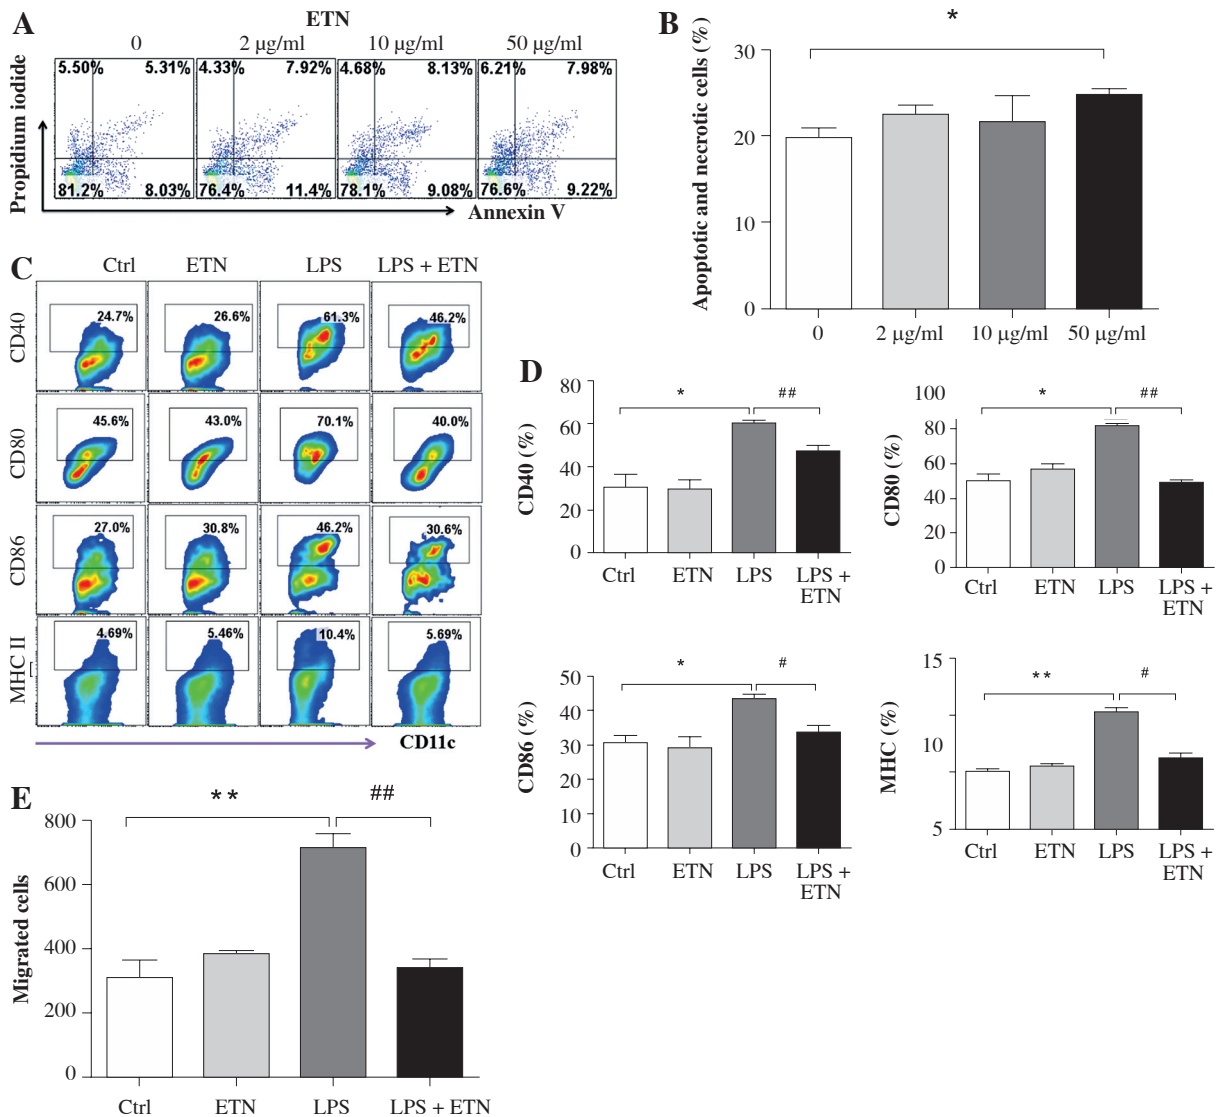 A
ETN
0 2 µg/ml 10 µg/ml 50 µg/ml
Propidium iodide
5.50% 5.31% 4.33% 7.92% 4.68% 8.13% 6.21% 7.98%
81.2% 8.03% 76.4% 11.4% 78.1% 9.08% 76.6% 9.22%
Annexin V
B
*
Apoptotic and necrotic cells (%)
30
20
10
0
0 2 µg/ml 10 µg/ml 50 µg/ml
C
Ctrl ETN LPS LPS + ETN
CD40
24.7% 26.6% 61.3% 46.2%
CD80
45.6% 43.0% 70.1% 40.0%
CD86
27.0% 30.8% 46.2% 30.6%
MHC II
4.69% 5.46% 10.4% 5.69%
CD11c
D
CD40 (%)
80
60
40
20
0
* ##
Ctrl ETN LPS LPS +
ETN
CD80 (%)
100
80
60
40
20
0
* ##
Ctrl ETN LPS LPS +
ETN
CD86 (%)
50
40
30
20
10
0
* #
Ctrl ETN LPS LPS +
ETN
MHC (%)
15
10
5
** #
Ctrl ETN LPS LPS +
ETN
E
Migrated cells
800
600
400
200
0
** ##
Ctrl ETN LPS LPS + ETN